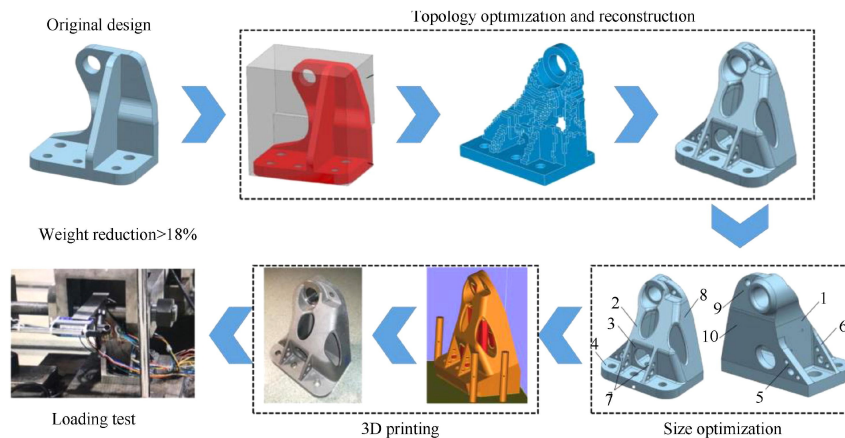 Original design
Topology optimization and reconstruction
Weight reduction>18%
2
3
4
7
8
9
10
1
6
5
Loading test
3D printing
Size optimization